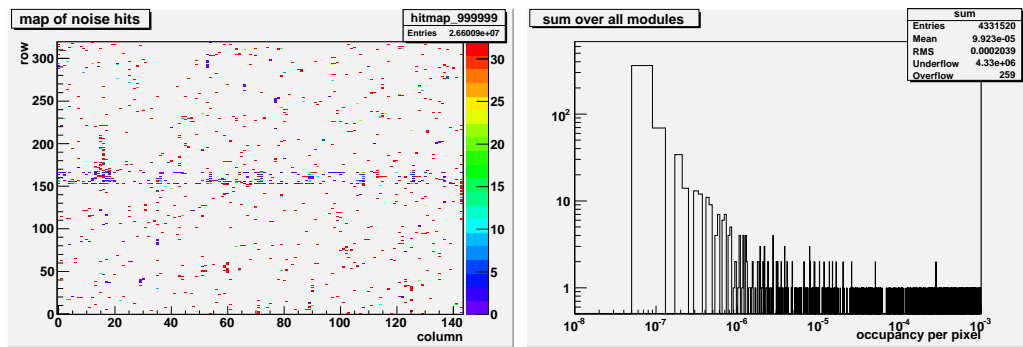 map of noise hits
hitmap_999999
Entries 2.66009e+07
row
300
250
200
150
100
50
0
0 20 40 60 80 100 120 140
column
30
25
20
15
10
5
0
sum over all modules
sum
Entries 4331520
Mean 9.923e-05
RMS 0.0002039
Underflow 4.33e+06
Overflow 259
10²
10
1
10⁻⁸ 10⁻⁷ 10⁻⁶ 10⁻⁵ 10⁻⁴ 10⁻³
occupancy per pixel